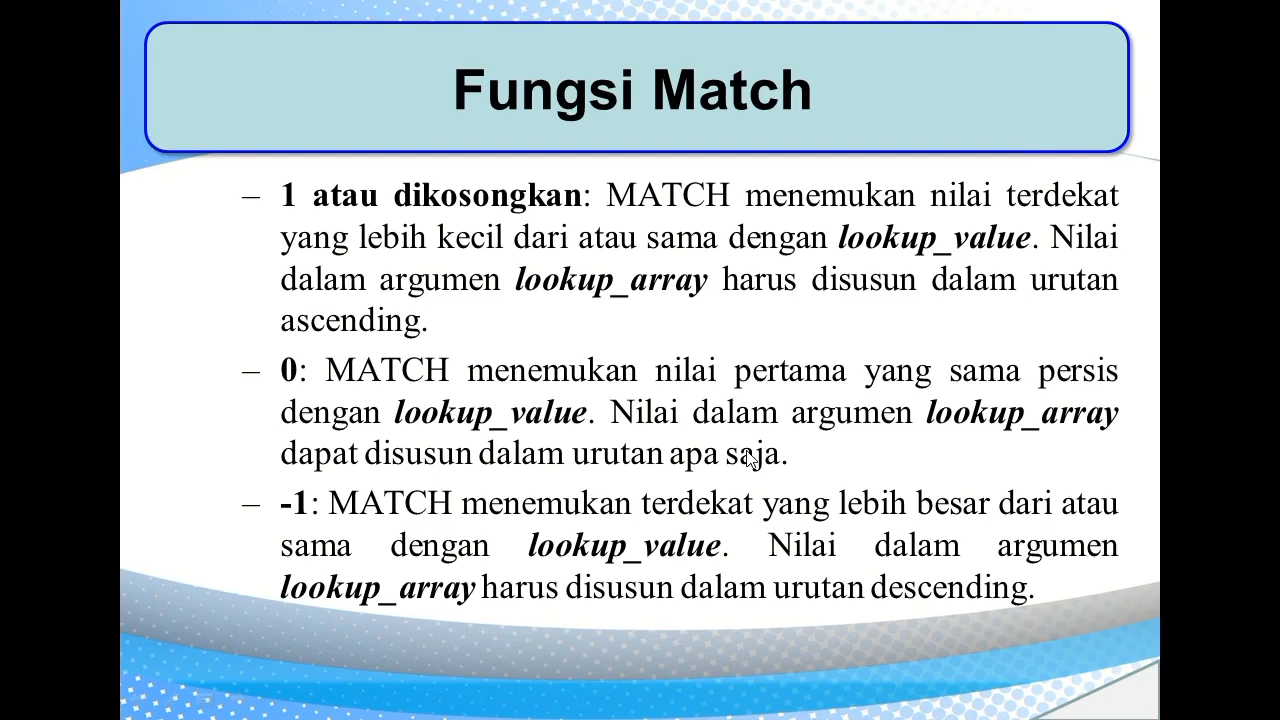 Fungsi Match
– 1 atau dikosongkan: MATCH menemukan nilai terdekat
yang lebih kecil dari atau sama dengan lookup_value. Nilai
dalam argumen lookup_array harus disusun dalam urutan
ascending.
– 0: MATCH menemukan nilai pertama yang sama persis
dengan lookup_value. Nilai dalam argumen lookup_array
dapat disusun dalam urutan apa saja.
– -1: MATCH menemukan terdekat yang lebih besar dari atau
sama dengan lookup_value. Nilai dalam argumen
lookup_array harus disusun dalam urutan descending.